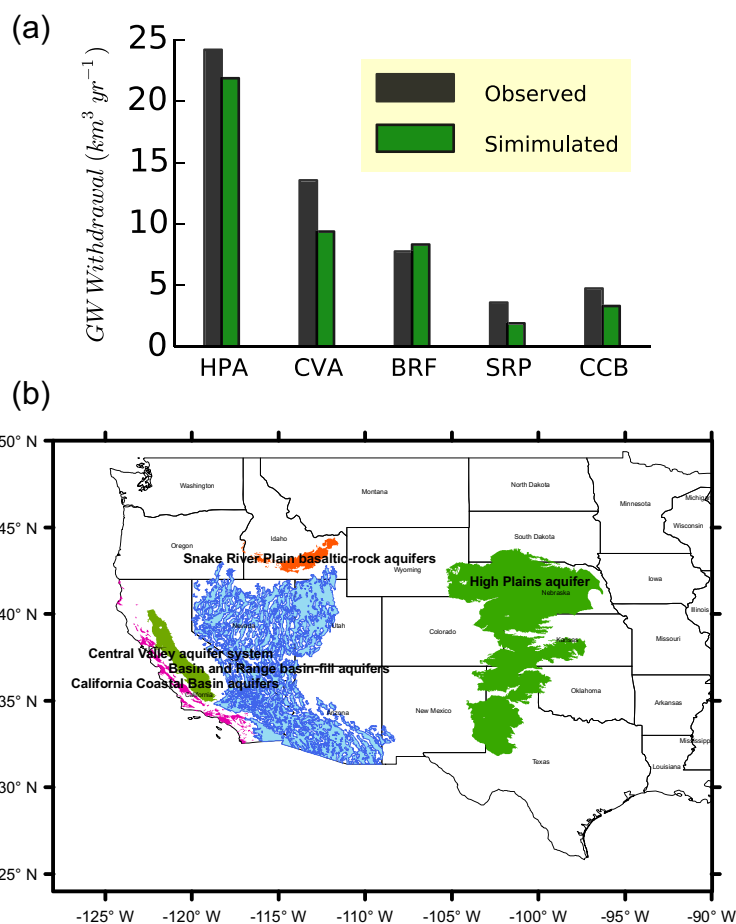 (a)
GW Withdrawal (km³ yr⁻¹)
25
20
15
10
5
0
Observed
Simimulated
HPA CVA BRF SRP CCB
(b)
50° N
45° N
40° N
35° N
30° N
25° N
Washington
Montana
North Dakota
Minnesota
Michig
Oregon
Idaho
South Dakota
Wisconsin
Snake River Plain basaltic-rock aquifers
Wyoming
High Plains aquifer
Iowa
Nebraska
Illinois
Nevada
Utah
Colorado
Kansas
Missouri
Central Valley aquifer system
Basin and Range basin-fill aquifers
California Coastal Basin aquifers
California
Arizona
New Mexico
Oklahoma
Arkansas
Mississipp
Texas
Louisiana
-125° W -120° W -115° W -110° W -105° W -100° W -95° W -90° W